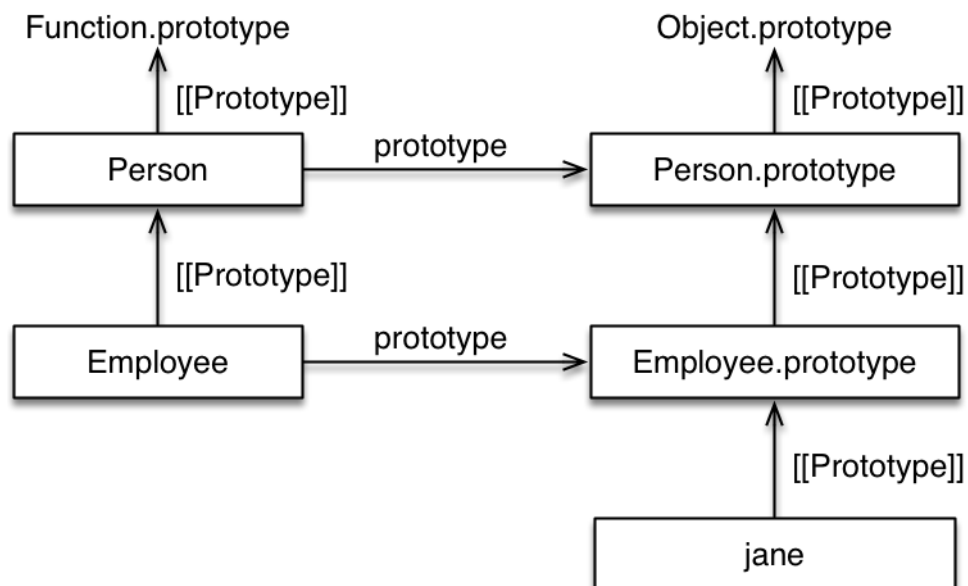 Function.prototype
Object.prototype
[[Prototype]]
[[Prototype]]
Person
prototype
Person.prototype
[[Prototype]]
[[Prototype]]
Employee
prototype
Employee.prototype
[[Prototype]]
jane